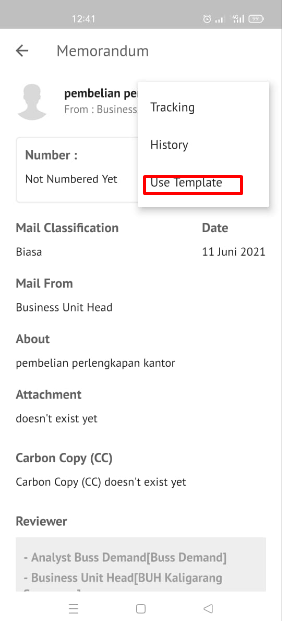 12:41
Memorandum
pembelian per
From : Business
Tracking
History
Use Template
Number :
Not Numbered Yet
Mail Classification
Date
Biasa
11 Juni 2021
Mail From
Business Unit Head
About
pembelian perlengkapan kantor
Attachment
doesn't exist yet
Carbon Copy (CC)
Carbon Copy (CC) doesn't exist yet
Reviewer
- Analyst Buss Demand[Buss Demand]
- Business Unit Head[BUH Kaligarang